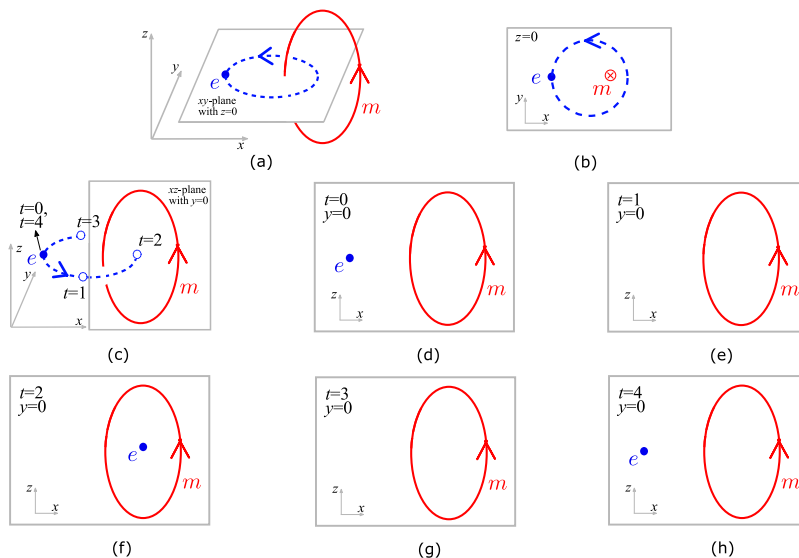 z
y
x
e
xy-plane
with z=0
m
(a)
z=0
e
m
y
x
(b)
xz-plane
with y=0
t=0,
t=4
t=3
t=2
e
z
y
t=1
x
m
(c)
t=0
y=0
e
m
z
x
(d)
t=1
y=0
m
z
x
(e)
t=2
y=0
e
m
z
x
(f)
t=3
y=0
m
z
x
(g)
t=4
y=0
e
m
z
x
(h)